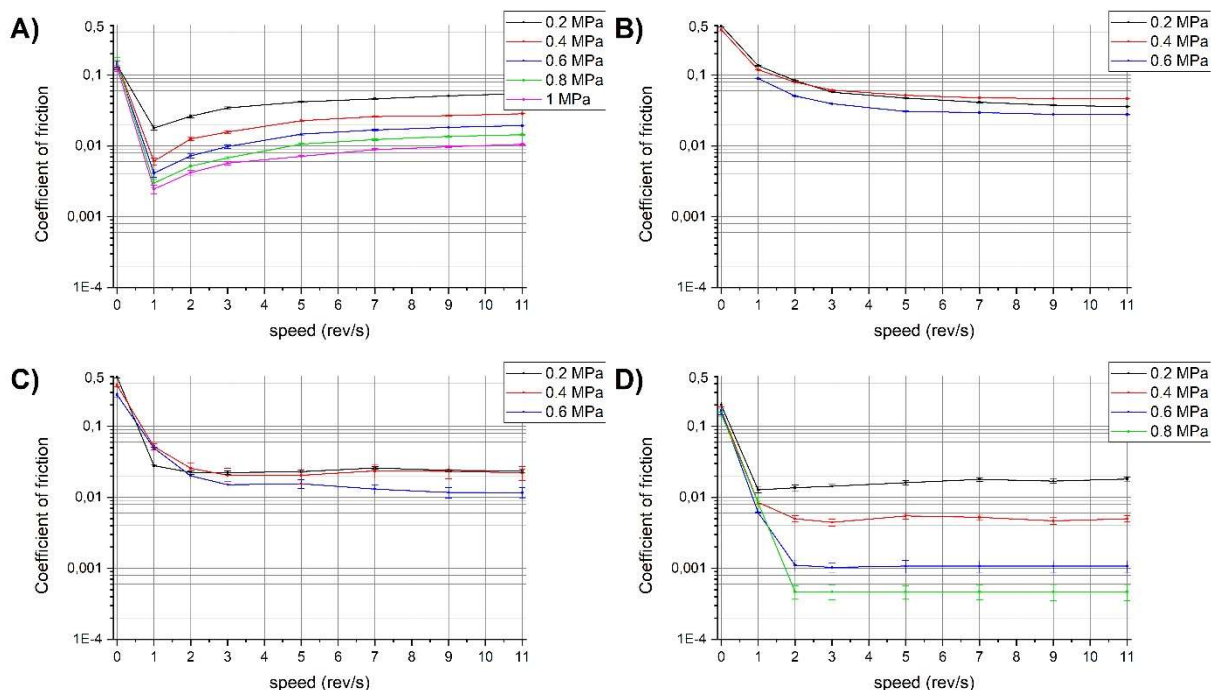 A)
0.2 MPa
0.4 MPa
0.6 MPa
0.8 MPa
1 MPa
Coefficient of friction
0,5
0,1
0,01
0,001
1E-4
0 1 2 3 4 5 6 7 8 9 10 11
speed (rev/s)
B)
0.2 MPa
0.4 MPa
0.6 MPa
Coefficient of friction
0,5
0,1
0,01
0,001
1E-4
0 1 2 3 4 5 6 7 8 9 10 11
speed (rev/s)
C)
0.2 MPa
0.4 MPa
0.6 MPa
Coefficient of friction
0,5
0,1
0,01
0,001
1E-4
0 1 2 3 4 5 6 7 8 9 10 11
speed (rev/s)
D)
0.2 MPa
0.4 MPa
0.6 MPa
0.8 MPa
Coefficient of friction
0,5
0,1
0,01
0,001
1E-4
0 1 2 3 4 5 6 7 8 9 10 11
speed (rev/s)